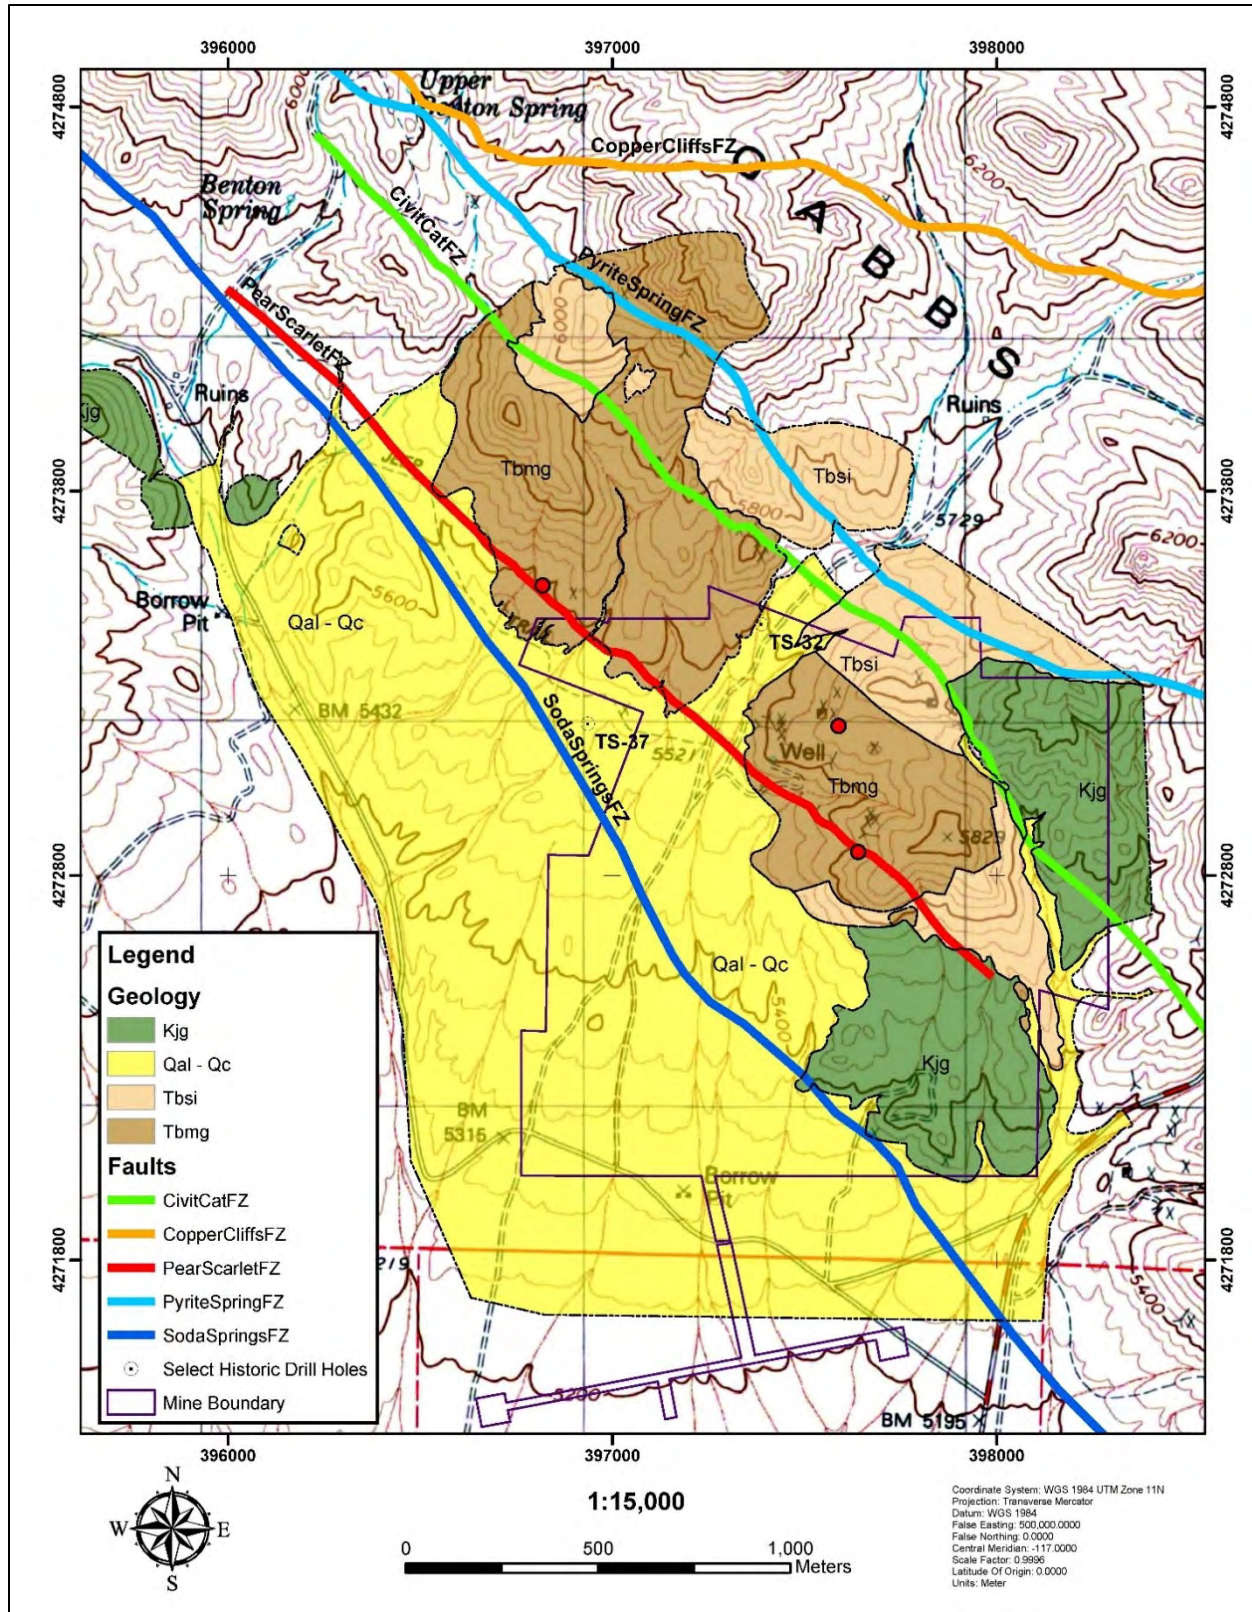 396000
397000
398000
4274800
4274800
6000
Upper
Benton Spring
CopperCliffsFZ
6200
Benton
Spring
CivitCatFZ
GABBS
PyriteSpringFZ
PearScarletFZ
6000
Kjg
Ruins
Ruins
JEEP
Tbmg
Tbsi
4273800
4273800
5800
5729
6200
5600
Borrow
Pit
Qal - Qc
TRAIL
TS-32
Tbsi
BM 5432
SodaSpringsFZ
TS-37
5521
Well
Tbmg
Kjg
5829
4272800
4272800
Qal - Qc
5400
Kjg
BM
5315
Borrow
Pit
4271800
4271800
5400
5200
BM 5195
Legend
Geology
Kjg
Qal - Qc
Tbsi
Tbmg
Faults
CivitCatFZ
CopperCliffsFZ
PearScarletFZ
PyriteSpringFZ
SodaSpringsFZ
Select Historic Drill Holes
Mine Boundary
396000
397000
398000
N
W
E
S
1:15,000
0
500
1,000
Meters
Coordinate System: WGS 1984 UTM Zone 11N
Projection: Transverse Mercator
Datum: WGS 1984
False Easting: 500,000.0000
False Northing: 0.0000
Central Meridian: -117.0000
Scale Factor: 0.9996
Latitude Of Origin: 0.0000
Units: Meter